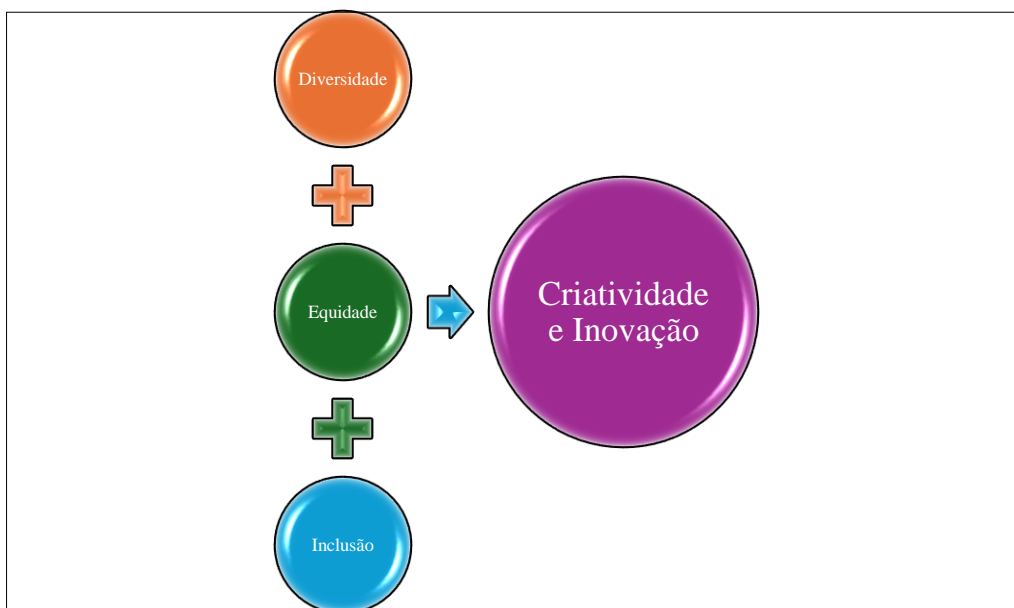 Diversidade
Equidade
Inclusão
Criatividade
e Inovação